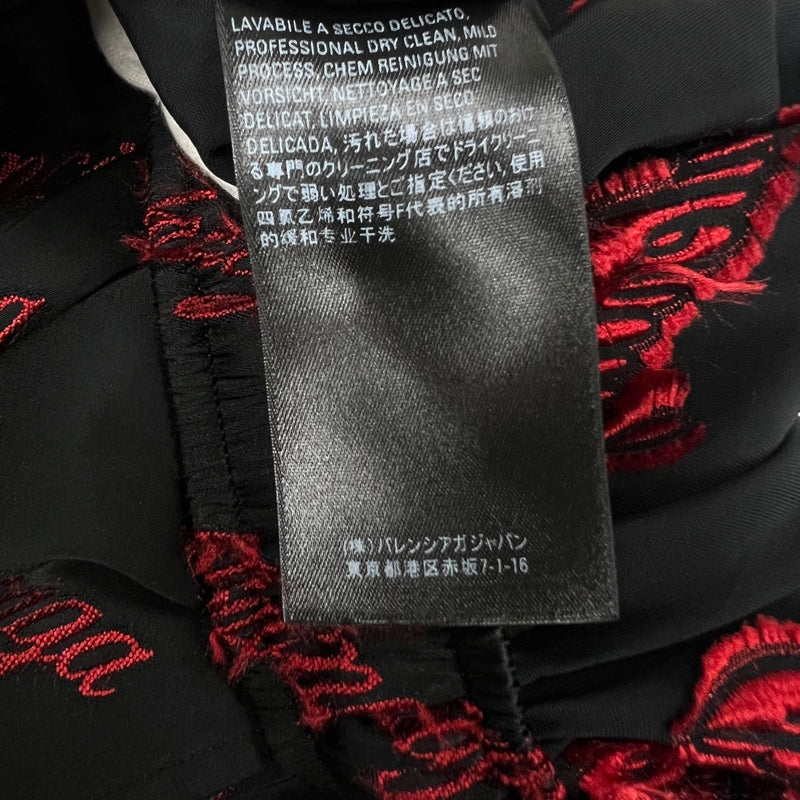 LAVABILE A SECCO DELICATO,
PROFESSIONAL DRY CLEAN, MILD
PROCESS, CHEM REINIGUNG MIT
VORSICHT NETTOYAGE A SEC
DELICAT, LIMPIEZA EN SECO
DELICADA, 汚れた場合は信頼のおけ
る専門のクリーニング店でドライクリーニ
ングで弱い処理とご指定ください, 使用
四氯乙烯和符号F代表的所有溶剂
的缓和专业干洗
(株) バレンシアガジャパン
東京都港区赤坂7-1-16